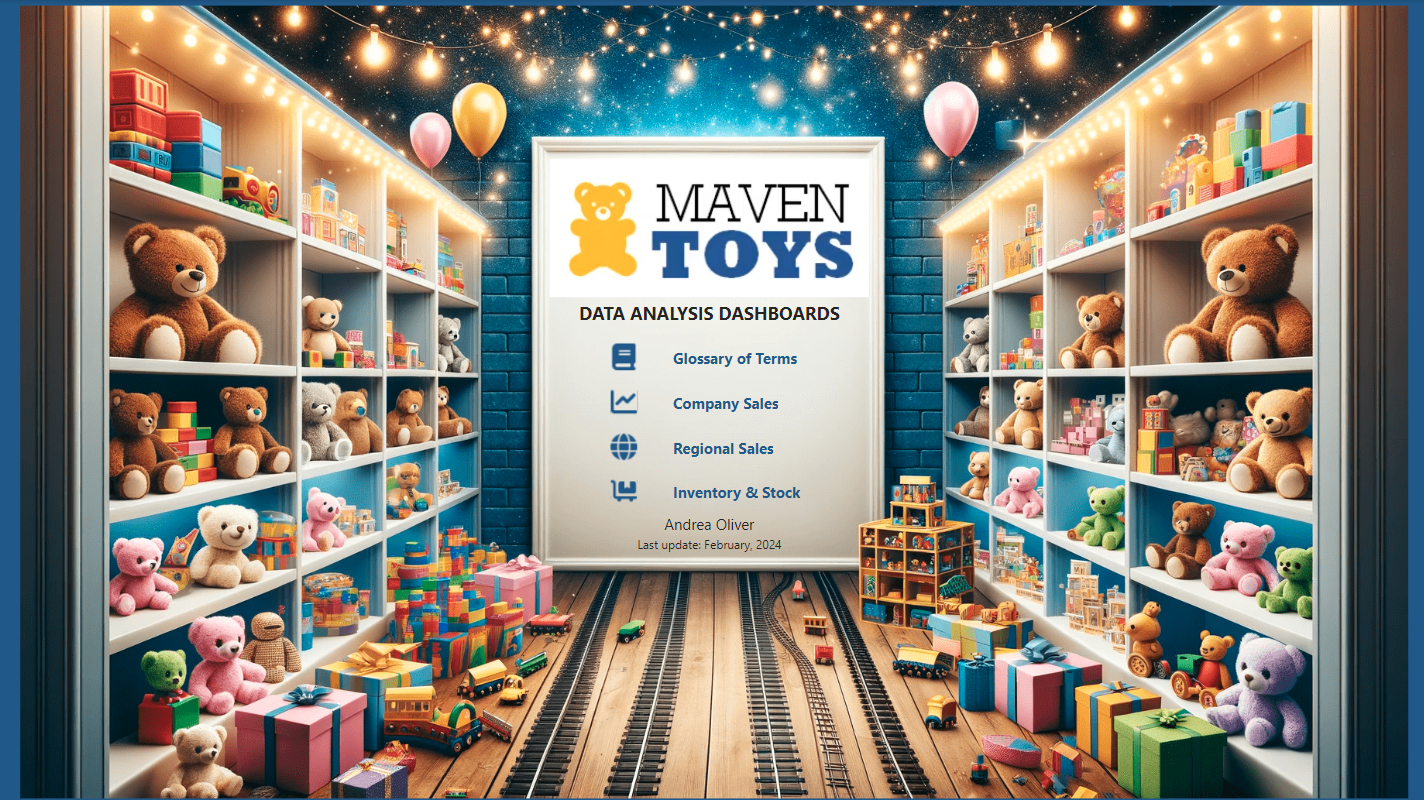 MAVEN
TOYS
DATA ANALYSIS DASHBOARDS
Glossary of Terms
Company Sales
Regional Sales
Inventory & Stock
Andrea Oliver
Last update: February, 2024